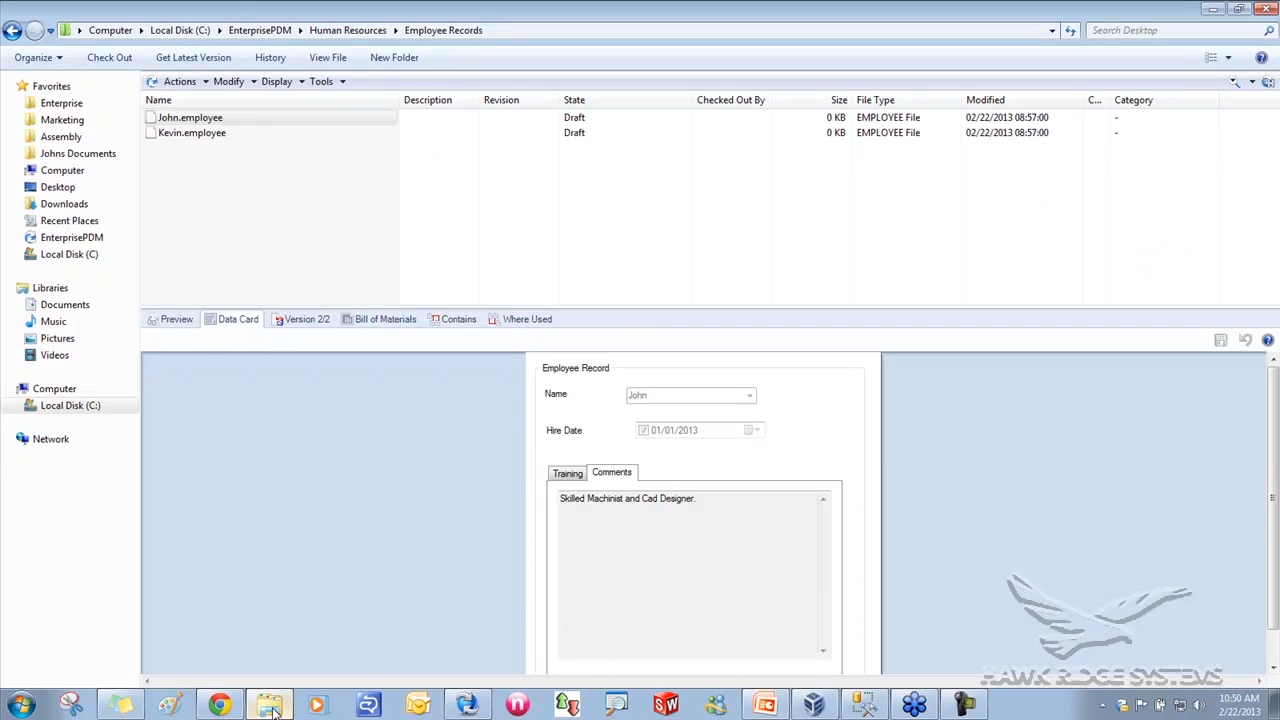 Computer Local Disk (C:) EnterprisePDM Human Resources Employee Records Search Desktop
Organize Check Out Get Latest Version History View File New Folder
Favorites
Enterprise
Marketing
Assembly
Johns Documents
Computer
Desktop
Downloads
Recent Places
EnterprisePDM
Local Disk (C)
Libraries
Documents
Music
Pictures
Videos
Computer
Local Disk (C:)
Network
Actions Modify Display Tools
Name Description Revision State Checked Out By Size File Type Modified C... Category
John.employee Draft 0 KB EMPLOYEE File 02/22/2013 08:57:00 -
Kevin.employee Draft 0 KB EMPLOYEE File 02/22/2013 08:57:00 -
Preview Data Card Version 2/2 Bill of Materials Contains Where Used
Employee Record
Name John
Hire Date 01/01/2013
Training Comments
Skilled Machinist and Cad Designer.
HAWK RIDGE SYSTEMS
10:50 AM
2/22/2013